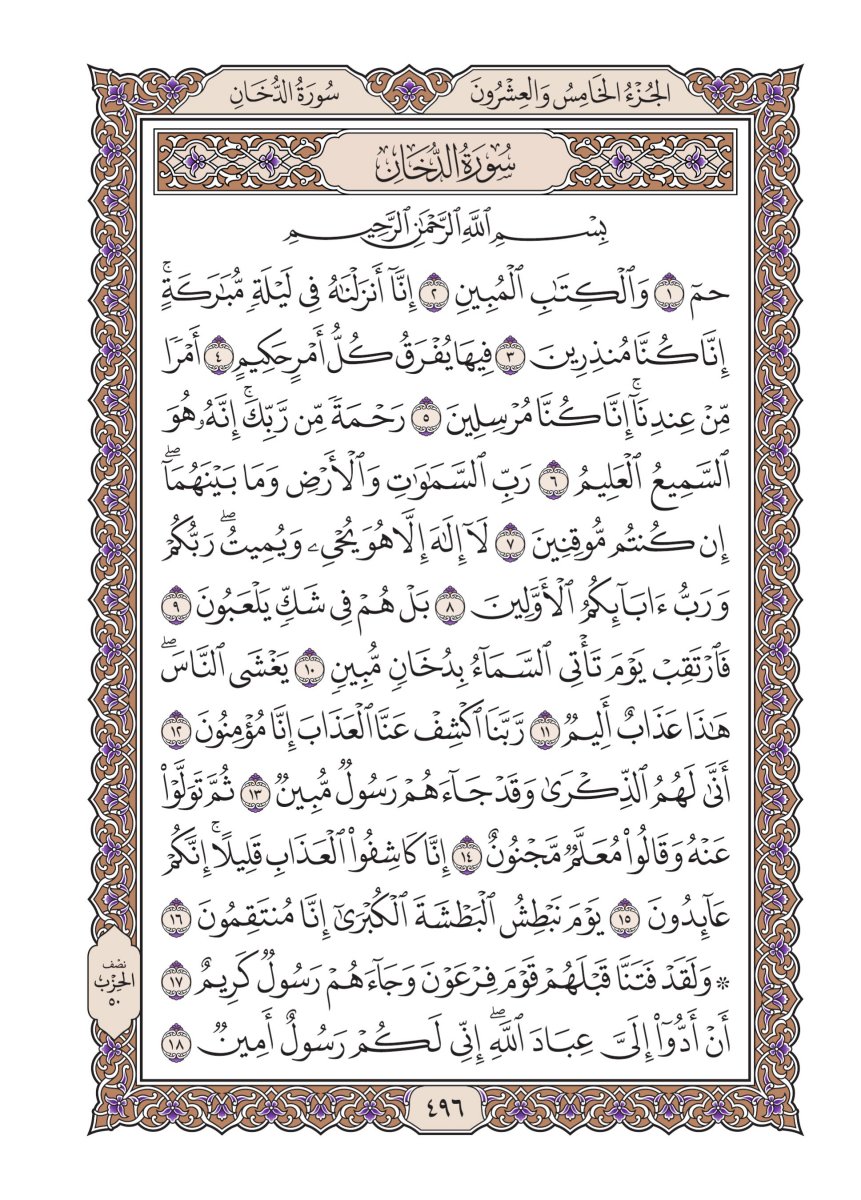 الجُزْءُ الخَامِسُ وَالعِشْرُونَ
سُورَةُ الدُّخَانِ
سُورَةُ الدُّخَانِ
بِسْمِ ٱللَّهِ ٱلرَّحْمَٰنِ ٱلرَّحِيمِ
حمٓ ١ وَٱلْكِتَٰبِ ٱلْمُبِينِ ٢ إِنَّآ أَنزَلْنَٰهُ فِي لَيْلَةٍ مُّبَٰرَكَةٍۚ
إِنَّا كُنَّا مُنذِرِينَ ٣ فِيهَا يُفْرَقُ كُلُّ أَمْرٍ حَكِيمٍ ٤ أَمْرًا
مِّنْ عِندِنَآۚ إِنَّا كُنَّا مُرْسِلِينَ ٥ رَحْمَةً مِّن رَّبِّكَۚ إِنَّهُۥ هُوَ
ٱلسَّمِيعُ ٱلْعَلِيمُ ٦ رَبِّ ٱلسَّمَٰوَٰتِ وَٱلْأَرْضِ وَمَا بَيْنَهُمَآۖ
إِن كُنتُم مُّوقِنِينَ ٧ لَآ إِلَٰهَ إِلَّا هُوَ يُحْيِۦ وَيُمِيتُۖ رَبُّكُمْ
وَرَبُّ ءَابَآئِكُمُ ٱلْأَوَّلِينَ ٨ بَلْ هُمْ فِي شَكٍّ يَلْعَبُونَ ٩
فَٱرْتَقِبْ يَوْمَ تَأْتِي ٱلسَّمَآءُ بِدُخَانٍ مُّبِينٍ ١٠ يَغْشَى ٱلنَّاسَۖ
هَٰذَا عَذَابٌ أَلِيمٌ ١١ رَّبَّنَا ٱكْشِفْ عَنَّا ٱلْعَذَابَ إِنَّا مُؤْمِنُونَ ١٢
أَنَّىٰ لَهُمُ ٱلذِّكْرَىٰ وَقَدْ جَآءَهُمْ رَسُولٌ مُّبِينٌ ١٣ ثُمَّ تَوَلَّوْا۟
عَنْهُ وَقَالُوا۟ مُعَلَّمٌ مَّجْنُونٌ ١٤ إِنَّا كَاشِفُوا۟ ٱلْعَذَابِ قَلِيلًاۚ إِنَّكُمْ
عَآئِدُونَ ١٥ يَوْمَ نَبْطِشُ ٱلْبَطْشَةَ ٱلْكُبْرَىٰٓ إِنَّا مُنتَقِمُونَ ١٦
۞ وَلَقَدْ فَتَنَّا قَبْلَهُمْ قَوْمَ فِرْعَوْنَ وَجَآءَهُمْ رَسُولٌ كَرِيمٌ ١٧
أَنْ أَدُّوٓا۟ إِلَيَّ عِبَادَ ٱللَّهِۖ إِنِّي لَكُمْ رَسُولٌ أَمِينٌ ١٨
نصف
الحِزْب
٥٠
٤٩٦